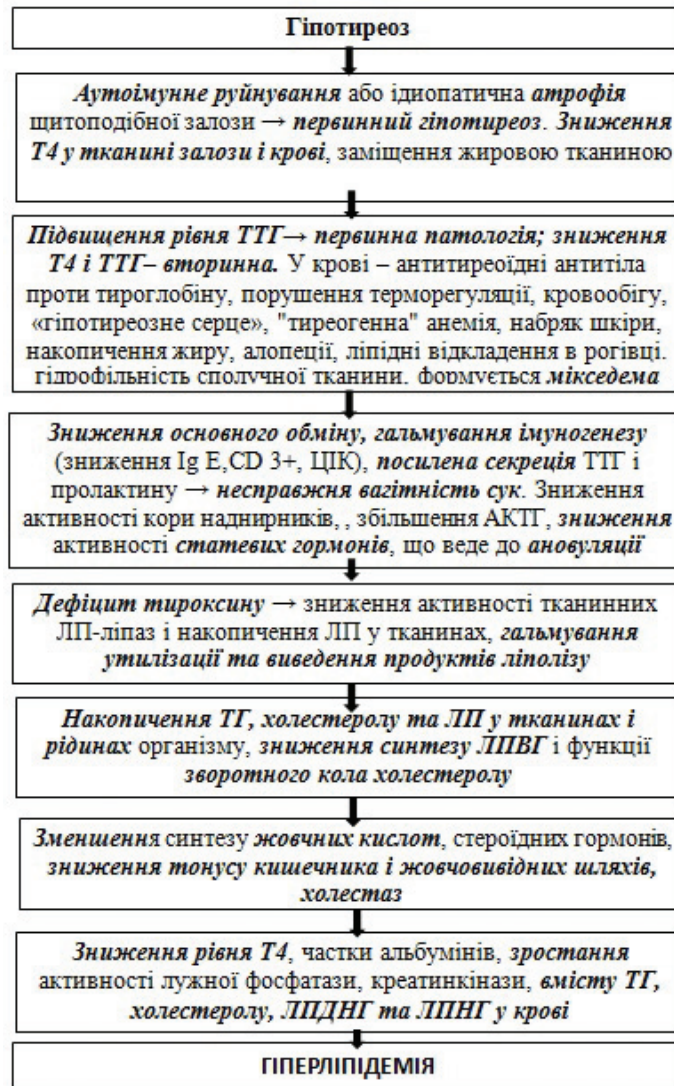 Гіпотиреоз
Аутоімунне руйнування або ідиопатична атрофія
щитоподібної залози → первинний гіпотиреоз. Зниження
Т4 у тканині залози і крові, заміщення жировою тканиною
Підвищення рівня ТТГ→ первинна патологія; зниження
Т4 і ТТГ– вторинна. У крові – антитиреоїдні антитіла
проти тироглобіну, порушення терморегуляції, кровообігу,
«гіпотиреозне серце», "тиреогенна" анемія, набряк шкіри,
накопичення жиру, алопеції, ліпідні відкладення в рогівці.
гідрофільність сполучної тканини. формується мікседема
Зниження основного обміну, гальмування імуногенезу
(зниження Ig E,CD 3+, ЦІК), посилена секреція ТТГ і
пролактину → несправжня вагітність сук. Зниження
активності кори наднирників, , збільшення АКТГ, зниження
активності статевих гормонів, що веде до ановуляції
Дефіцит тироксину → зниження активності тканинних
ЛП-ліпаз і накопичення ЛП у тканинах, гальмування
утилизації та виведення продуктів ліполізу
Накопичення ТГ, холестеролу та ЛП у тканинах і
рідинах організму, зниження синтезу ЛПВГ і функції
зворотного кола холестеролу
Зменшення синтезу жовчних кислот, стероїдних гормонів,
зниження тонусу кишечника і жовчовивідних шляхів,
холестаз
Зниження рівня Т4, частки альбумінів, зростання
активності лужної фосфатази, креатинкінази, вмісту ТГ,
холестеролу, ЛПДНГ та ЛПНГ у крові
ГІПЕРЛІПІДЕМІЯ